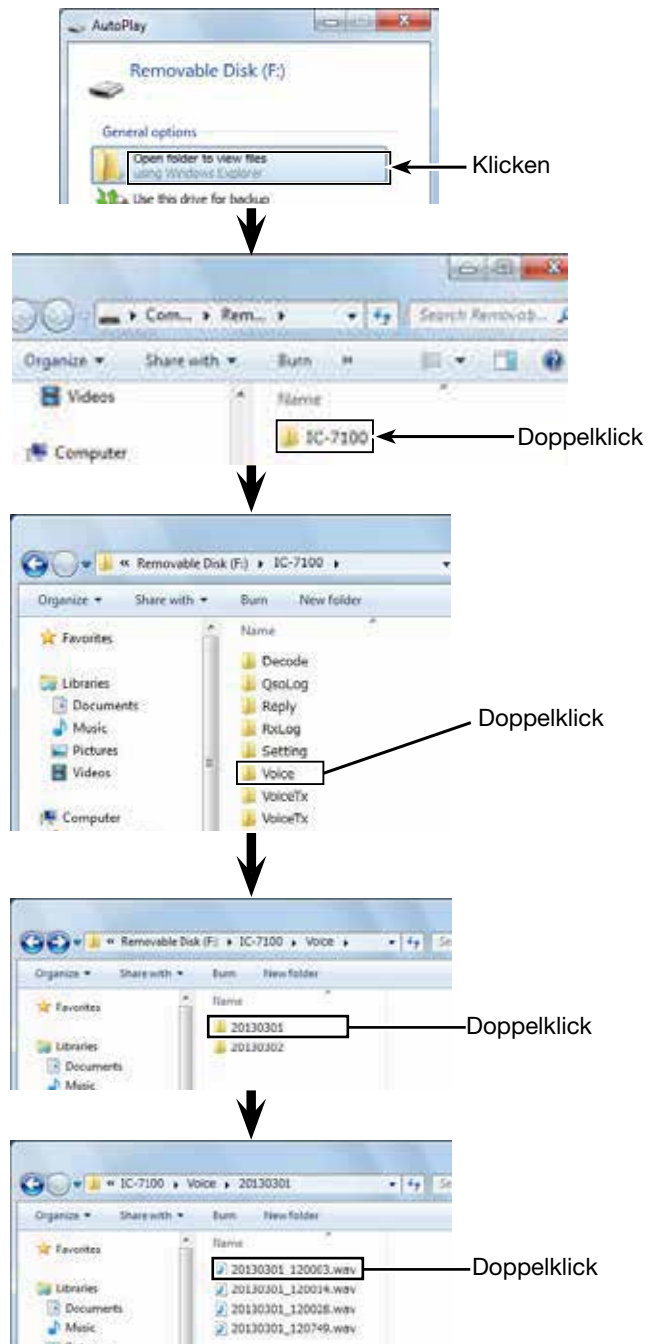 AutoPlay
Removable Disk (F:)
General options
Open folder to view files
using Windows Explorer
Klicken
Use this drive for backup
Com... Rem...
Search Removab...
Organize Share with Burn »
Videos
Name
IC-7100
Doppelklick
Computer
« Removable Disk (F:) IC-7100
Organize Share with Burn New folder
Favorites
Name
Decode
Libraries
QsoLog
Documents
Reply
Music
RxLog
Doppelklick
Pictures
Setting
Videos
Voice
VoiceTx
Computer
VoiceTx
« Removable Disk (F: IC-7100 Voice
Organize Share with Burn New folder
Favorites
Name
20130301
Doppelklick
Libraries
20130302
Documents
Music
« IC-7100 Voice 20130301
Organize Share with Burn New folder
Favorites
Name
20130301_120003.wav
Doppelklick
Libraries
20130301_120014.wav
Documents
20130301_120028.wav
Music
20130301_120749.wav